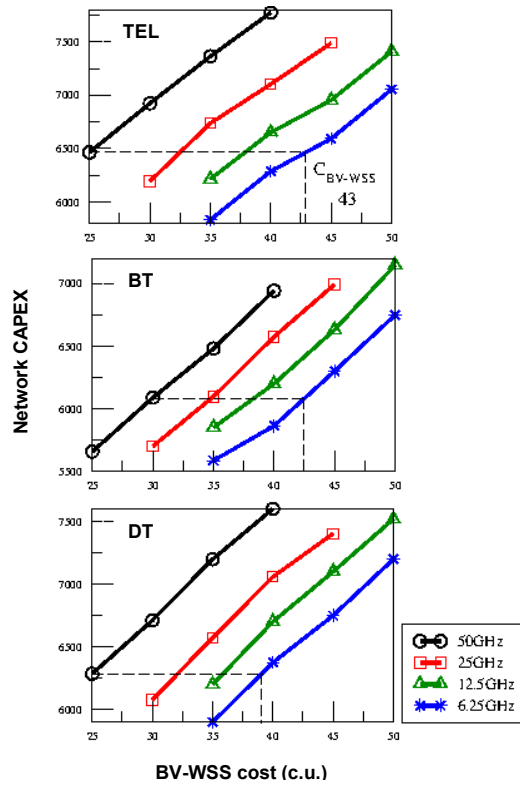 TEL
7500
7000
6500
6000
C BV-WSS
43
25 30 35 40 45 50
BT
7000
6500
6000
5500
25 30 35 40 45 50
Network CAPEX
DT
7500
7000
6500
6000
25 30 35 40 45 50
50GHz
25GHz
12.5GHz
6.25GHz
BV-WSS cost (c.u.)